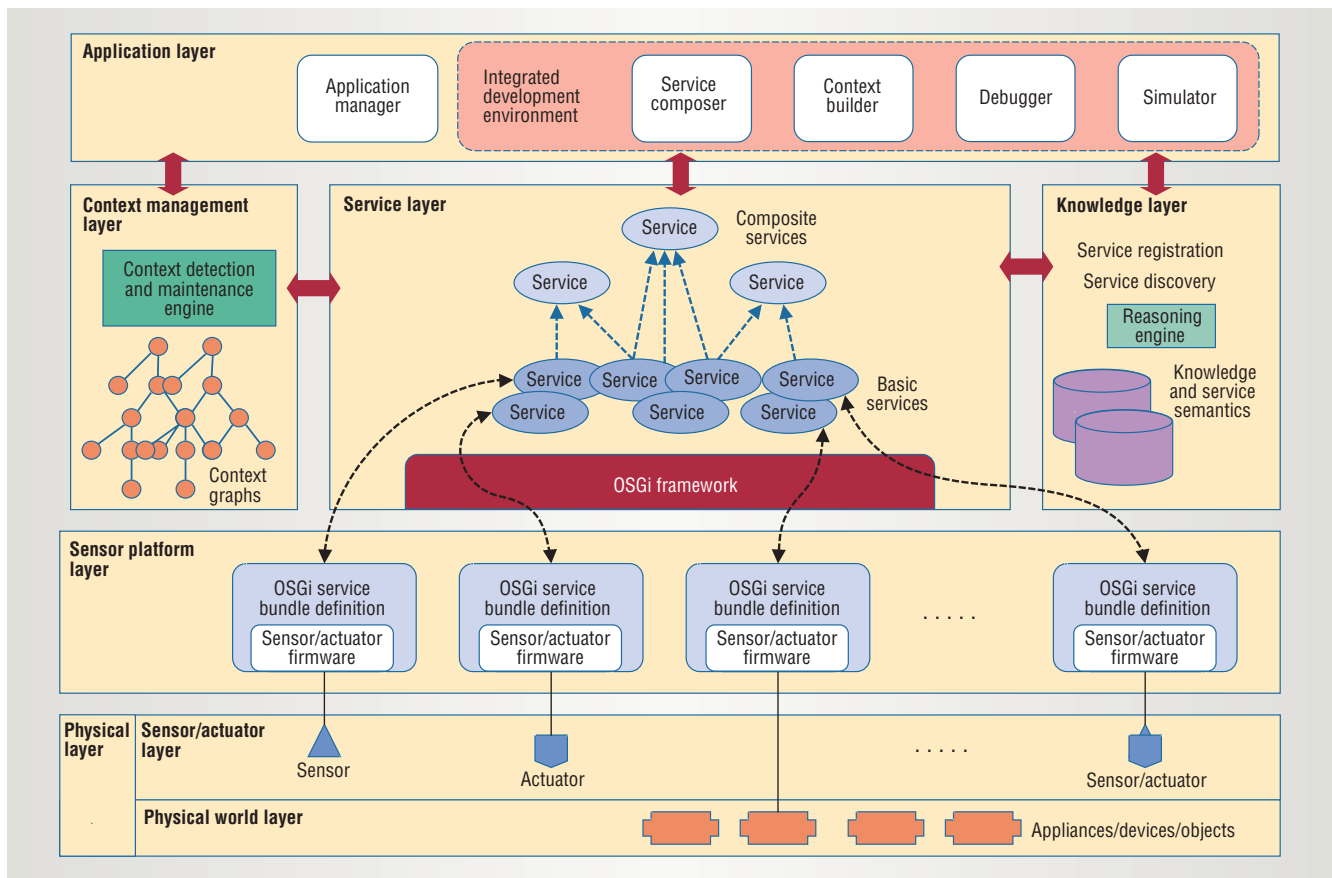 Application layer
Application
manager
Integrated
development
environment
Service
composer
Context
builder
Debugger
Simulator
Context management
layer
Context detection
and maintenance
engine
Context
graphs
Service layer
Service
Composite
services
Service
Service
Service
Service
Service
Service
Service
Service
Service
Basic
services
OSGi framework
Knowledge layer
Service registration
Service discovery
Reasoning
engine
Knowledge
and service
semantics
Sensor platform
layer
OSGi service
bundle definition
Sensor/actuator
firmware
OSGi service
bundle definition
Sensor/actuator
firmware
OSGi service
bundle definition
Sensor/actuator
firmware
. . . . .
OSGi service
bundle definition
Sensor/actuator
firmware
Physical
layer
Sensor/actuator
layer
Sensor
Actuator
. . . . .
Sensor/actuator
Physical world layer
Appliances/devices/objects